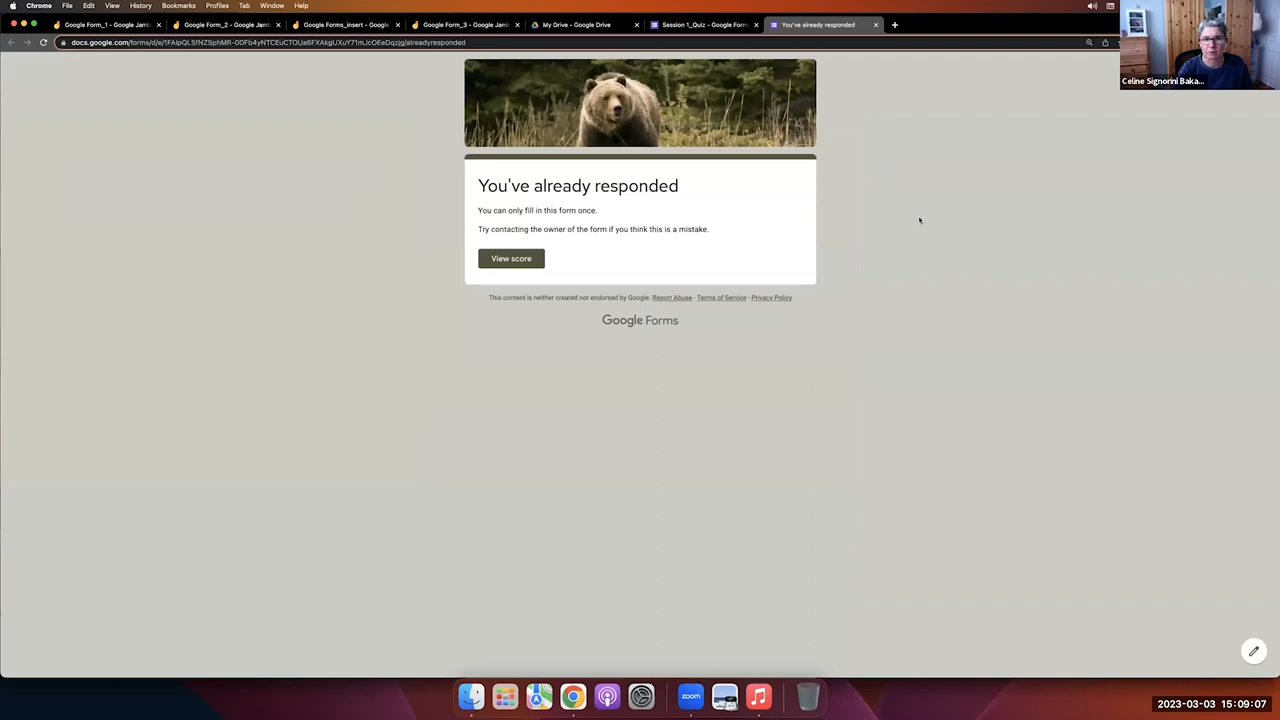 Chrome File Edit View History Bookmarks Profiles Tab Window Help
Google Form_1 - Google Jamb Google Form_2 - Google Jamb Google Forms_insert - Google Google Form_3 - Google Jamb My Drive - Google Drive Session 1_Quiz - Google Form You've already responded
Celine Signorini Baka...
You've already responded
You can only fill in this form once.
Try contacting the owner of the form if you think this is a mistake.
View score
This content is neither created nor endorsed by Google. Report Abuse - Terms of Service - Privacy Policy
Google Forms
zoom
2023-03-03 15:09:07